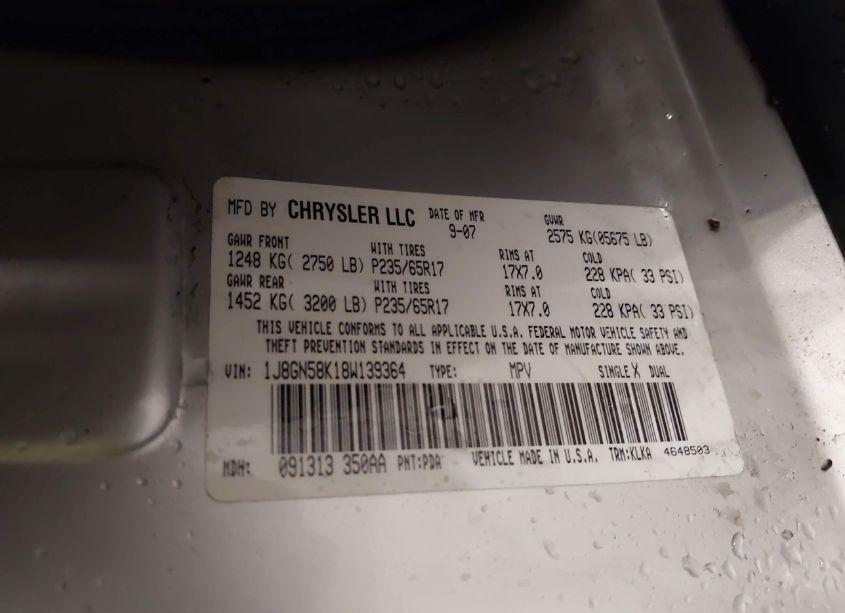 MFD BY CHRYSLER LLC DATE OF MFR 9-07 GVWR 2575 KG(05675 LB)
GAWR FRONT WITH TIRES RIMS AT COLD
1248 KG( 2750 LB) P235/65R17 17X7.0 228 KPA( 33 PSI)
GAWR REAR WITH TIRES RIMS AT COLD
1452 KG( 3200 LB) P235/65R17 17X7.0 228 KPA( 33 PSI)
THIS VEHICLE CONFORMS TO ALL APPLICABLE U.S.A. FEDERAL MOTOR VEHICLE SAFETY AND
THEFT PREVENTION STANDARDS IN EFFECT ON THE DATE OF MANUFACTURE SHOWN ABOVE.
VIN: 1J8GN58K18W139364 TYPE: MPV SINGLE X DUAL
MDH: 091313 350AA PNT:PDA VEHICLE MADE IN U.S.A. TRM:KLKA 4648503